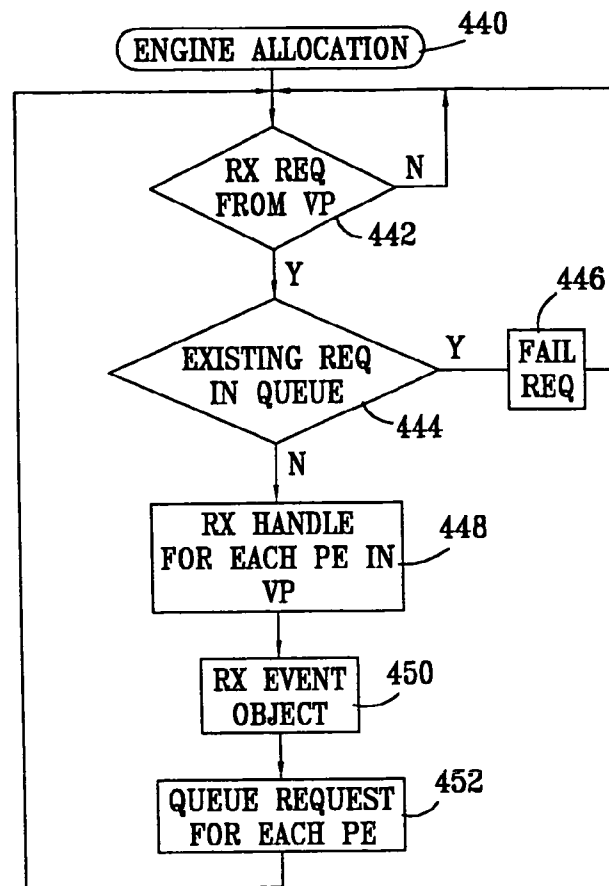 ENGINE ALLOCATION
440
RX REQ
FROM VP
N
442
Y
446
EXISTING REQ
IN QUEUE
Y
FAIL
REQ
444
N
RX HANDLE
FOR EACH PE IN
VP
448
RX EVENT
OBJECT
450
QUEUE REQUEST
FOR EACH PE
452